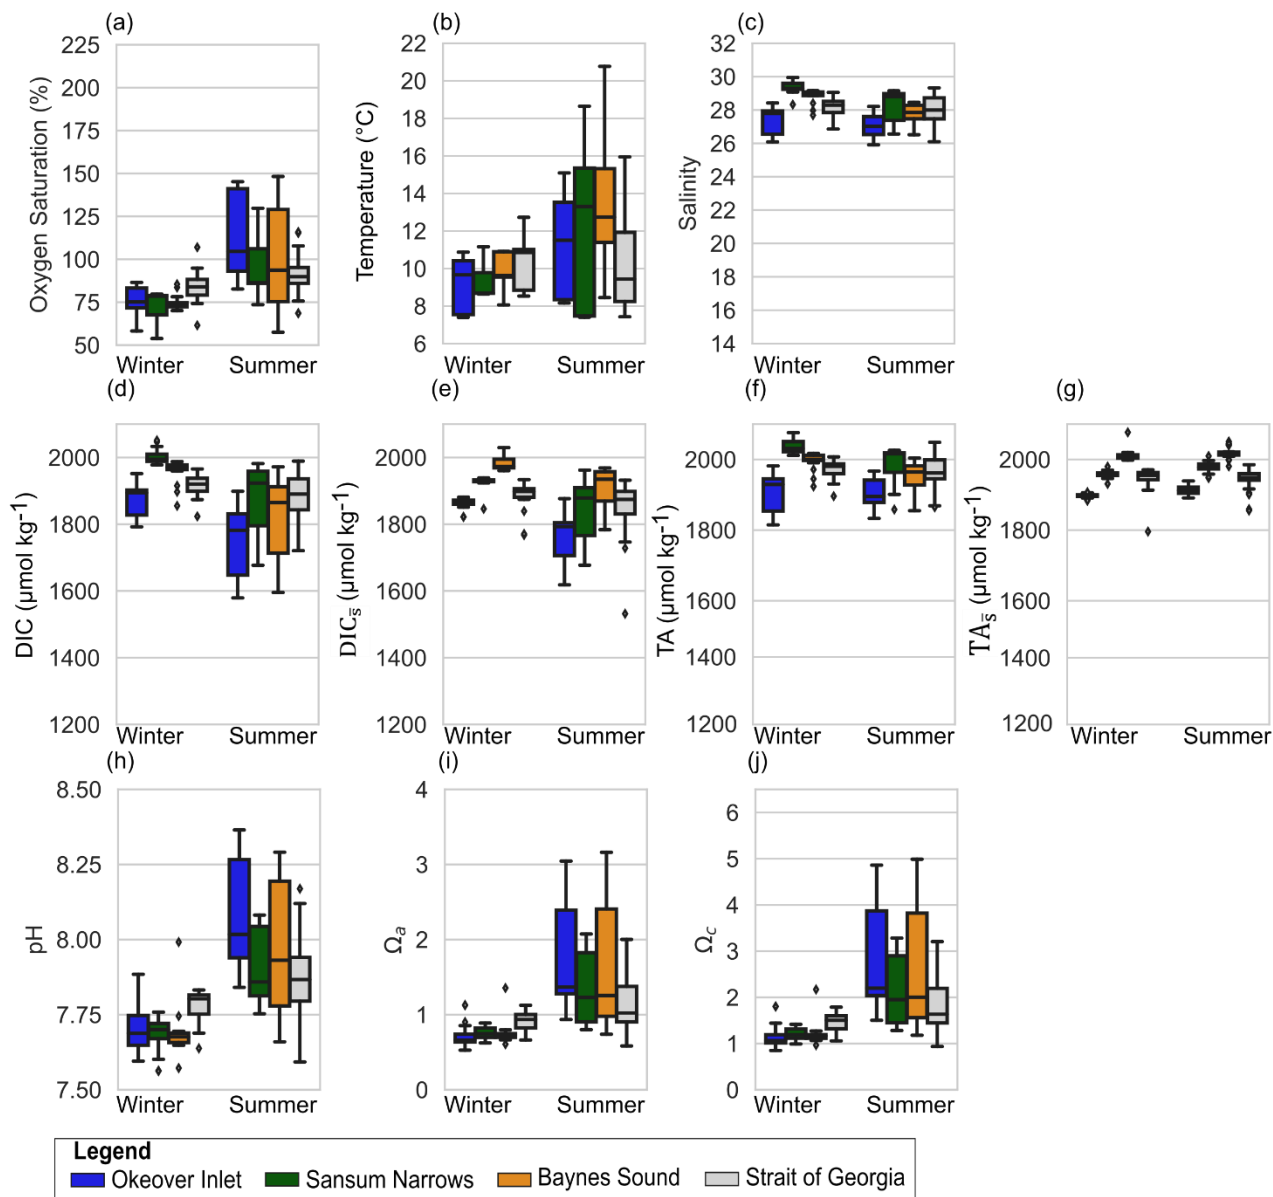 (a) (b) (c)
Oxygen Saturation (%)
225
200
175
150
125
100
75
50
Winter Summer
Temperature (°C)
22
20
18
16
14
12
10
8
6
Winter Summer
Salinity
32
30
28
26
24
22
20
18
16
14
Winter Summer
(d) (e) (f) (g)
DIC (μmol kg⁻¹)
2000
1800
1600
1400
1200
Winter Summer
DIC_s̄ (μmol kg⁻¹)
2000
1800
1600
1400
1200
Winter Summer
TA (μmol kg⁻¹)
2000
1800
1600
1400
1200
Winter Summer
TA_s̄ (μmol kg⁻¹)
2000
1800
1600
1400
1200
Winter Summer
(h) (i) (j)
pH
8.50
8.25
8.00
7.75
7.50
Winter Summer
Ωₐ
4
3
2
1
0
Winter Summer
Ω_c
6
5
4
3
2
1
0
Winter Summer
Legend
Okeover Inlet Sansum Narrows Baynes Sound Strait of Georgia